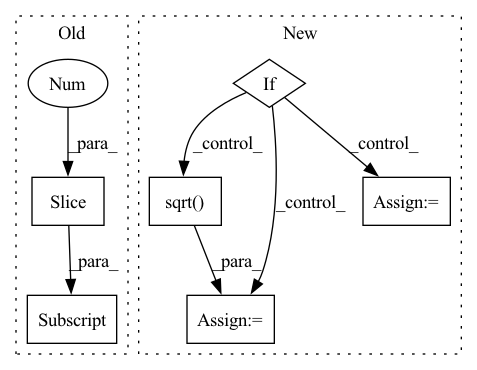 Old
New
Num
If
_para_
_control_
_control_
_control_
Slice
sqrt()
Assign:=
_para_
_para_
Subscript
Assign:=